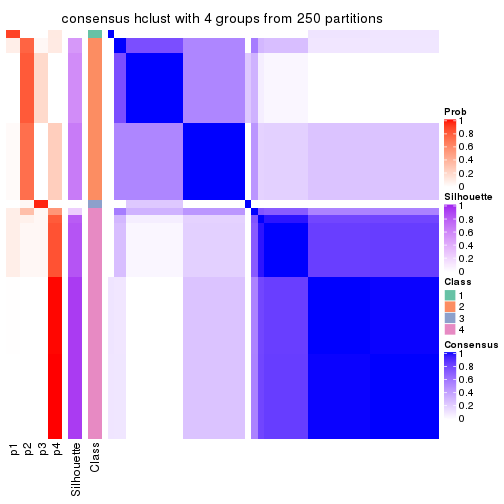 consensus hclust with 4 groups from 250 partitions
Prob
1
0.8
0.6
0.4
0.2
0
Silhouette
1
0.8
0.6
0.4
0.2
0
Class
1
2
3
4
Consensus
1
0.8
0.6
0.4
0.2
0
p1
p2
p3
p4
Silhouette
Class